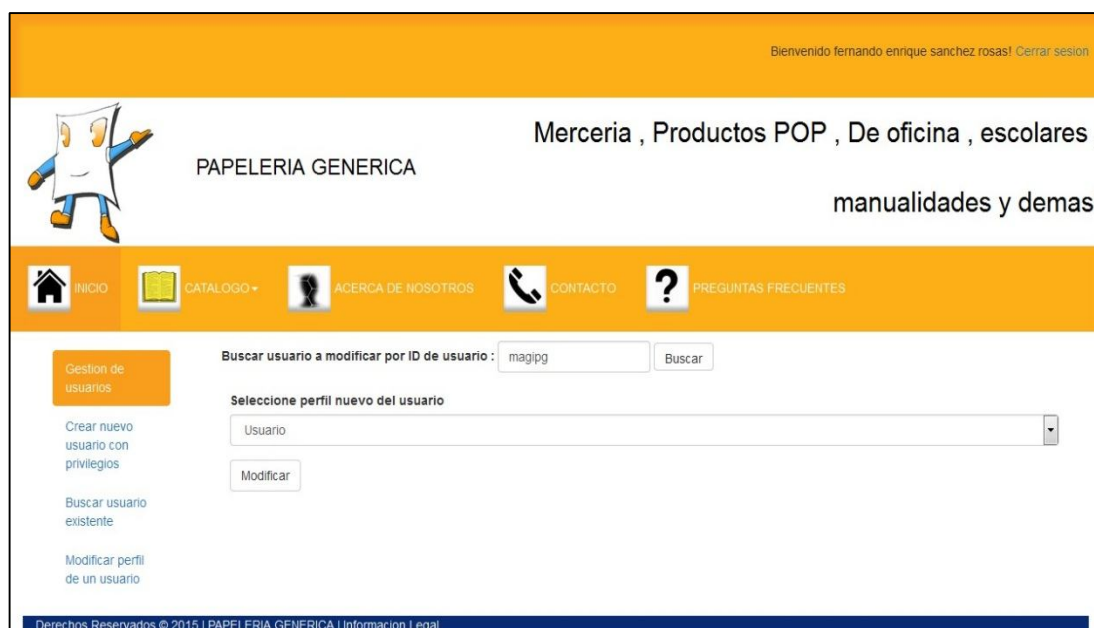 Bienvenido fernando enrique sanchez rosas! Cerrar sesion
Merceria , Productos POP , De oficina , escolares
PAPELERIA GENERICA
manualidades y demas
INICIO
CATALOGO
ACERCA DE NOSOTROS
CONTACTO
PREGUNTAS FRECUENTES
Gestion de
usuarios
Crear nuevo
usuario con
privilegios
Buscar usuario
existente
Modificar perfil
de un usuario
Buscar usuario a modificar por ID de usuario : magipg Buscar
Seleccione perfil nuevo del usuario
Usuario
Modificar
Derechos Reservados © 2015 | PAPELERIA GENERICA | Informacion Legal